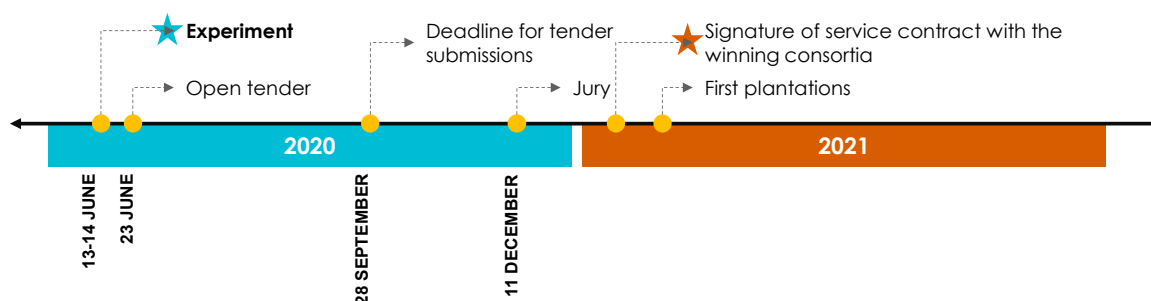 Experiment
Deadline for tender
submissions
Signature of service contract with the
winning consortia
Open tender
Jury
First plantations
2020
2021
13-14 JUNE
23 JUNE
28 SEPTEMBER
11 DECEMBER